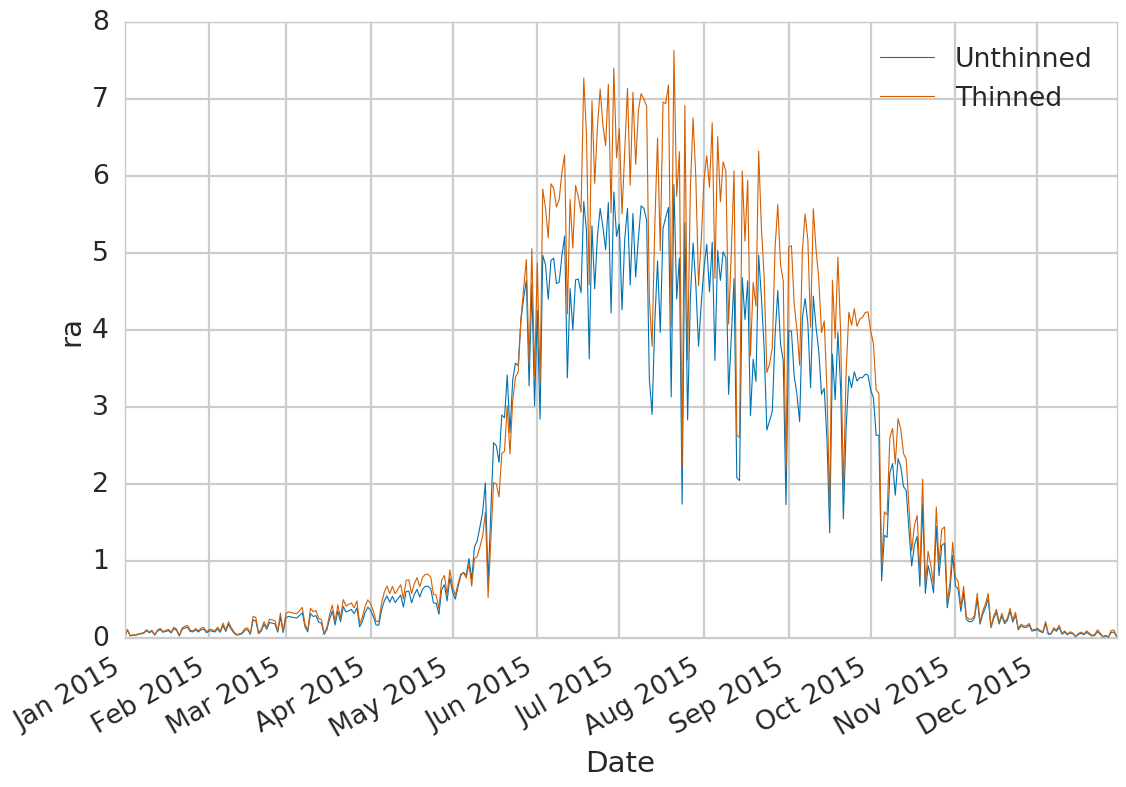 8
7
6
5
4
3
2
1
0
ra
Unthinned
Thinned
Jan 2015
Feb 2015
Mar 2015
Apr 2015
May 2015
Jun 2015
Jul 2015
Aug 2015
Sep 2015
Oct 2015
Nov 2015
Dec 2015
Date